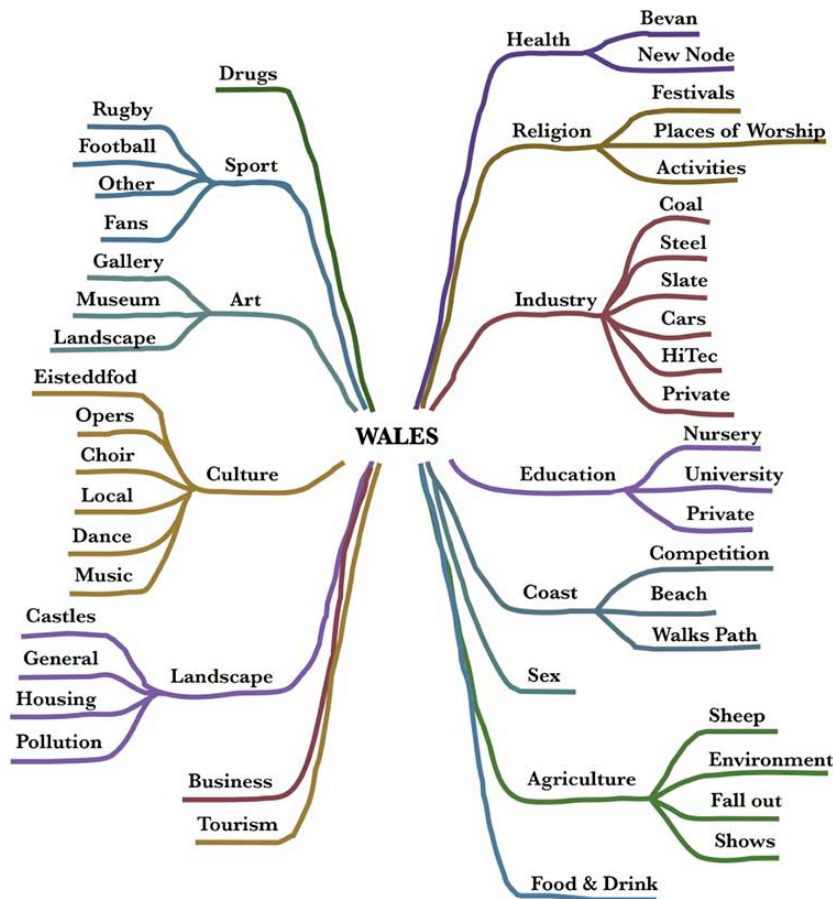 WALES
Drugs
Sport
Rugby
Football
Other
Fans
Art
Gallery
Museum
Landscape
Culture
Eisteddfod
Opers
Choir
Local
Dance
Music
Landscape
Castles
General
Housing
Pollution
Business
Tourism
Health
Bevan
New Node
Religion
Festivals
Places of Worship
Activities
Industry
Coal
Steel
Slate
Cars
HiTec
Private
Education
Nursery
University
Private
Coast
Competition
Beach
Walks Path
Sex
Agriculture
Sheep
Environment
Fall out
Shows
Food & Drink